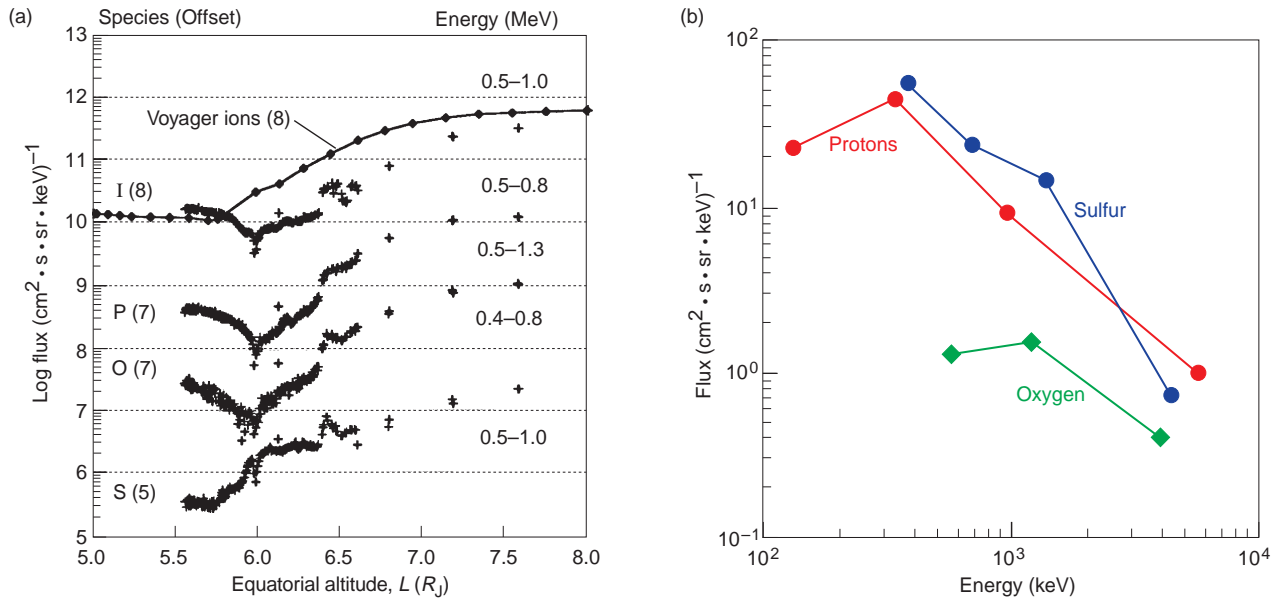 (a)
Species (Offset)
Energy (MeV)
13
12
11
10
9
8
7
6
5
Log flux (cm2 • s • sr • keV)–1
0.5–1.0
Voyager ions (8)
I (8)
0.5–0.8
0.5–1.3
P (7)
0.4–0.8
O (7)
0.5–1.0
S (5)
5.0 5.5 6.0 6.5 7.0 7.5 8.0
Equatorial altitude, L (RJ)
(b)
10²
10¹
10⁰
10⁻¹
Flux (cm2 • s • sr • keV)–1
Protons
Sulfur
Oxygen
10² 10³ 10⁴
Energy (keV)